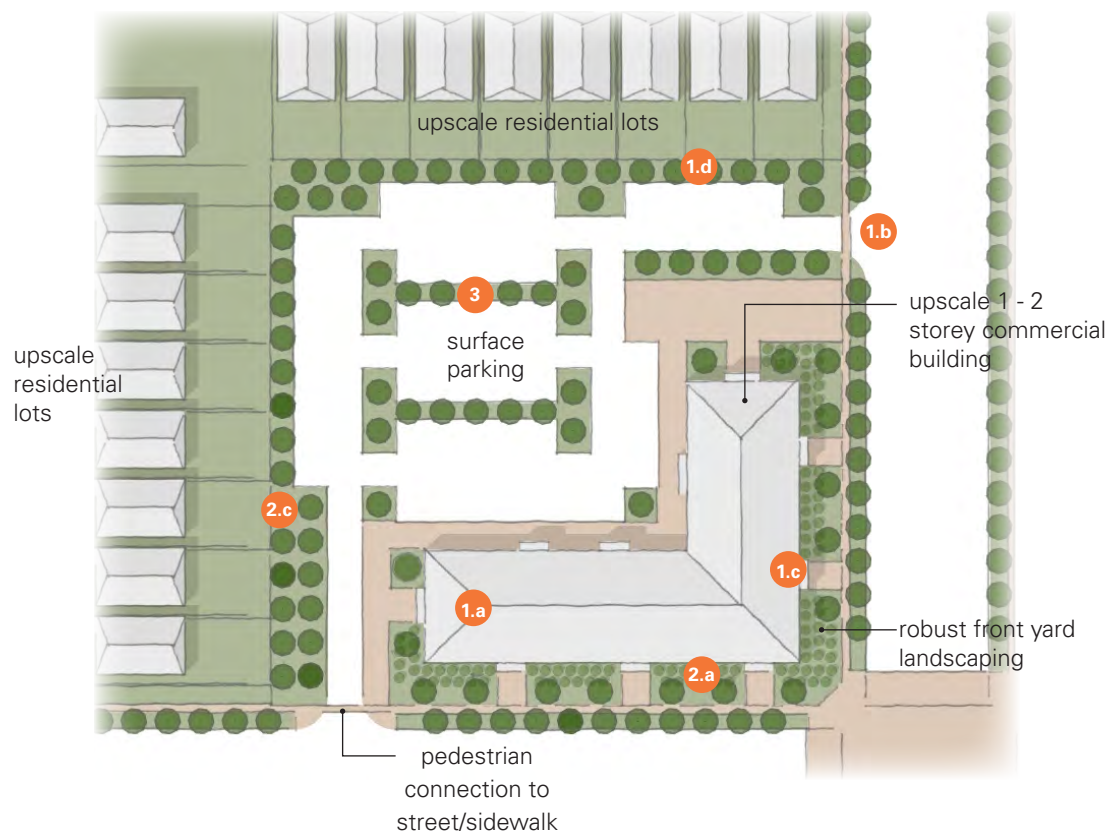 upscale residential lots
1.d
1.b
3
surface
parking
upscale 1 - 2
storey commercial
building
upscale
residential
lots
2.c
1.c
1.a
robust front yard
landscaping
2.a
pedestrian
connection to
street/sidewalk